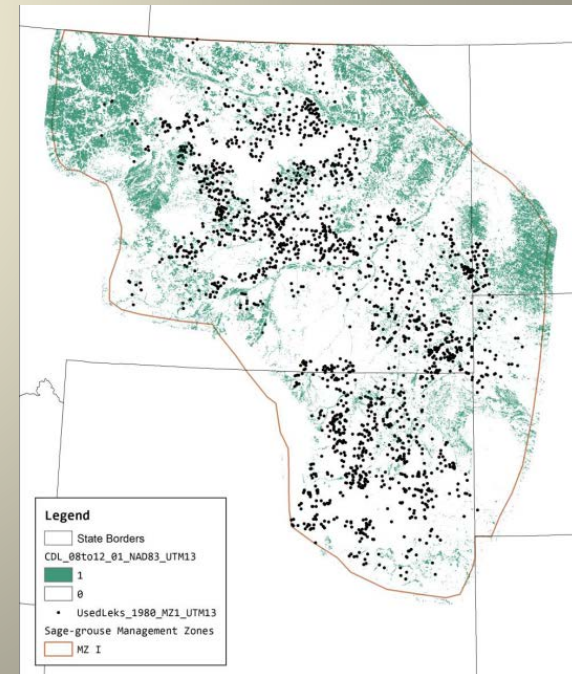 Legend
State Borders
CDL_08to12_01_NAD83_UTM13
1
0
UsedLeks_1980_MZ1_UTM13
Sage-grouse Management Zones
MZ I